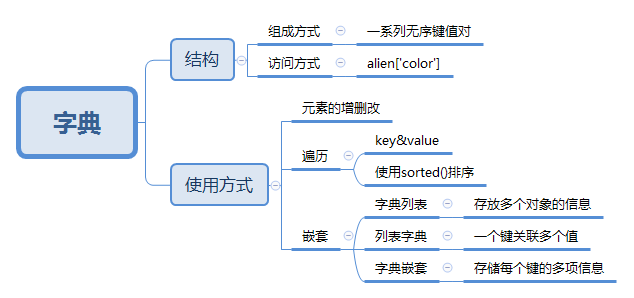 字典
结构
组成方式
一系列无序键值对
访问方式
alien['color']
使用方式
元素的增删改
遍历
key&value
使用sorted()排序
嵌套
字典列表
存放多个对象的信息
列表字典
一个键关联多个值
字典嵌套
存储每个键的多项信息